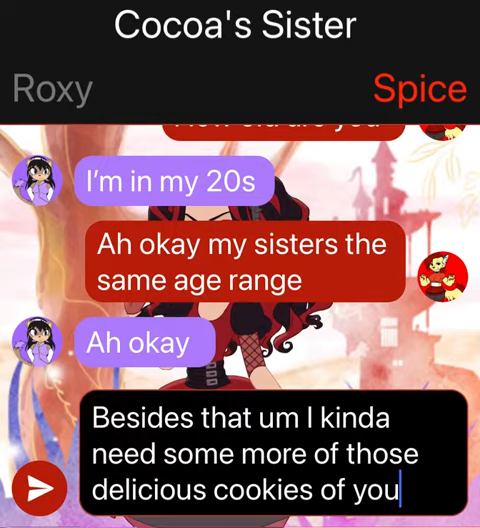 Cocoa's Sister
Roxy
Spice
I'm in my 20s
Ah okay my sisters the
same age range
Ah okay
Besides that um I kinda
need some more of those
delicious cookies of you